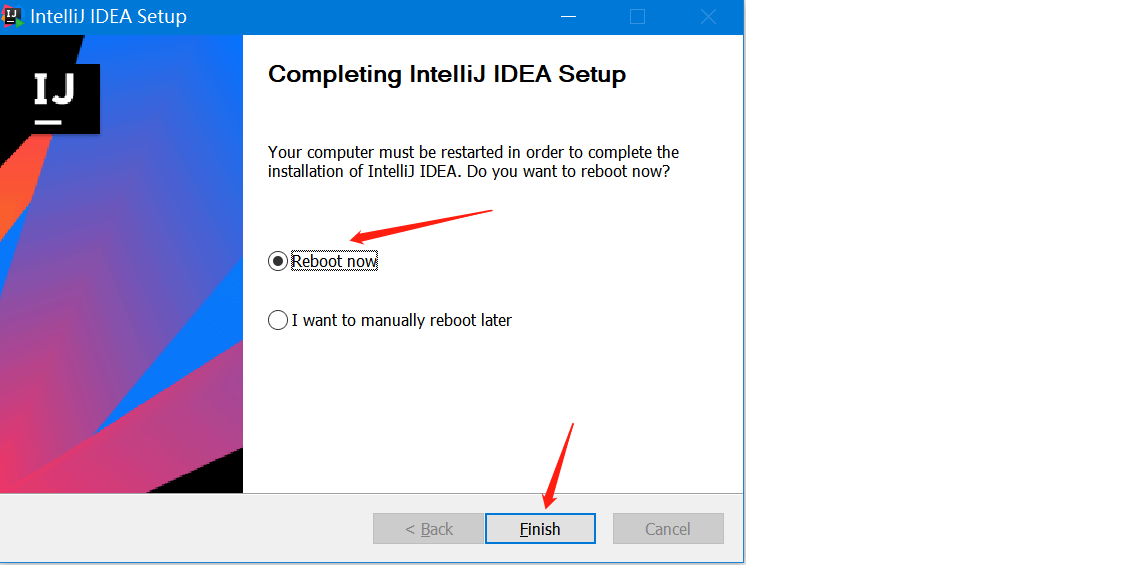 IntelliJ IDEA Setup
IJ
Completing IntelliJ IDEA Setup
Your computer must be restarted in order to complete the
installation of IntelliJ IDEA. Do you want to reboot now?
Reboot now
I want to manually reboot later
< Back
Finish
Cancel